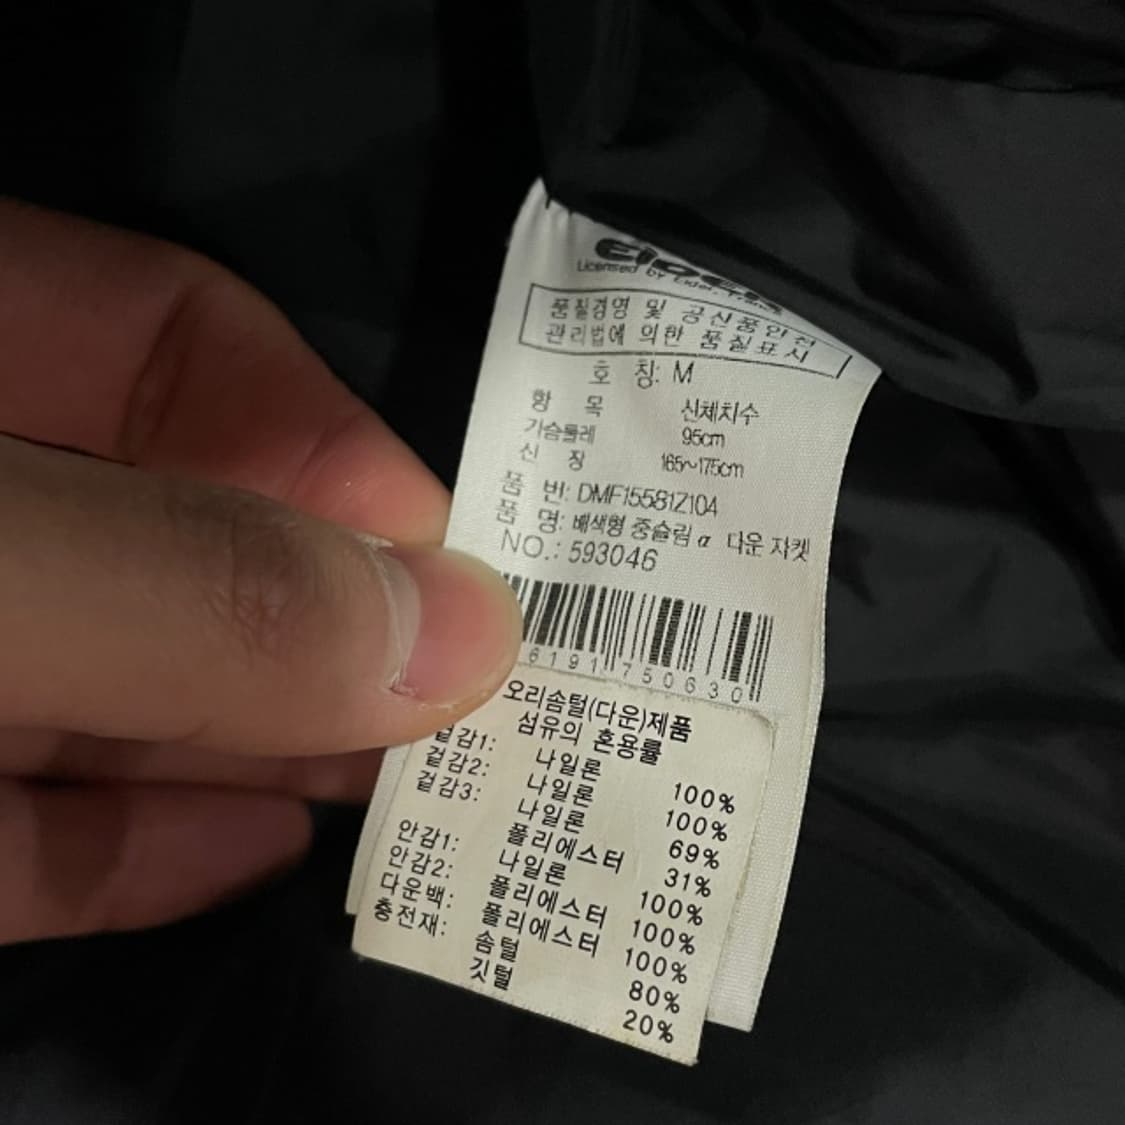 Eider
Licensed by Eider, France
품질경영 및 공산품안전
관리법에 의한 품질표시
호 칭: M
항 목 신체치수
가슴둘레 95cm
신 장 165~175cm
품 번: DMF15581Z10A
품 명: 배색형 중슬림 α 다운 자켓
NO.: 593046
6191 750630
오리솜털(다운)제품
섬유의 혼용률
겉감1: 나일론 100%
겉감2: 나일론 100%
겉감3: 나일론 69%
폴리에스터 31%
안감1: 나일론 100%
안감2: 폴리에스터 100%
다운백: 폴리에스터 100%
충전재: 솜털 80%
깃털 20%